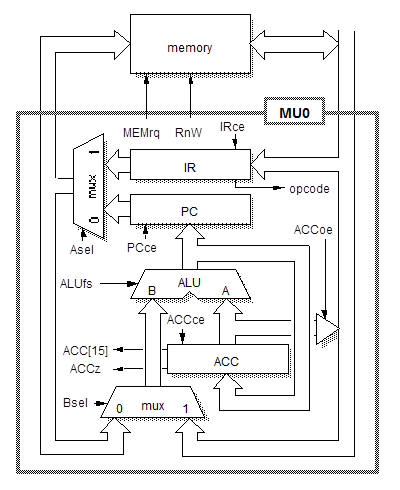 memory
MU0
MEMrq RnW IRce
1
IR
mux
opcode
0
PC
Asel
PCce
ACCoe
ALUfs
ALU
B A
ACCce
ACC[15]
ACC
ACCz
Bsel
0 mux 1